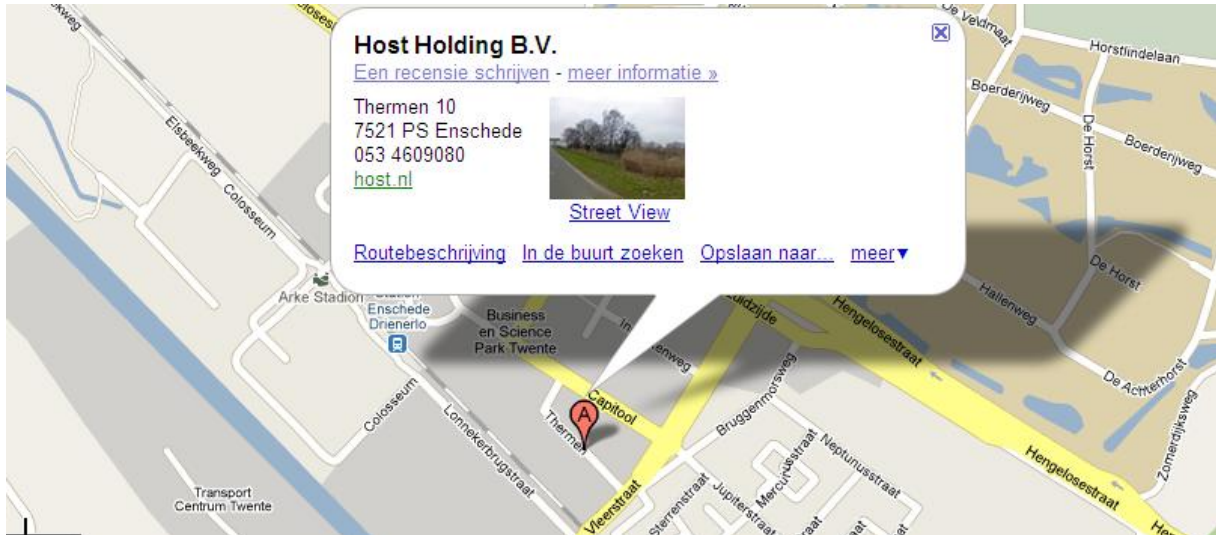 Host Holding B.V.
Een recensie schrijven - meer informatie »
Thermen 10
7521 PS Enschede
053 4609080
host.nl
Street View
Routebeschrijving In de buurt zoeken Opslaan naar... meer▼
De Veldmaat
Horstlindelaan
Boerderijweg
De Horst
Boerderijweg
Elsbeekweg
Colosseum
Arke Stadion
Enschede
Drienerlo
Business
en Science
Park Twente
Zuidzijde
Hengelosestraat
Hallenweg
De Horst
De Achterhorst
Zomerdijksweg
Capitool
A
Thermen
Colosseum
Lonnekerbrugstraat
Bruggenmorsweg
Neptunusstraat
Mercuriusstraat
Jupiterstraat
Sterrenstraat
Vleerstraat
Hengelosestraat
Transport
Centrum Twente